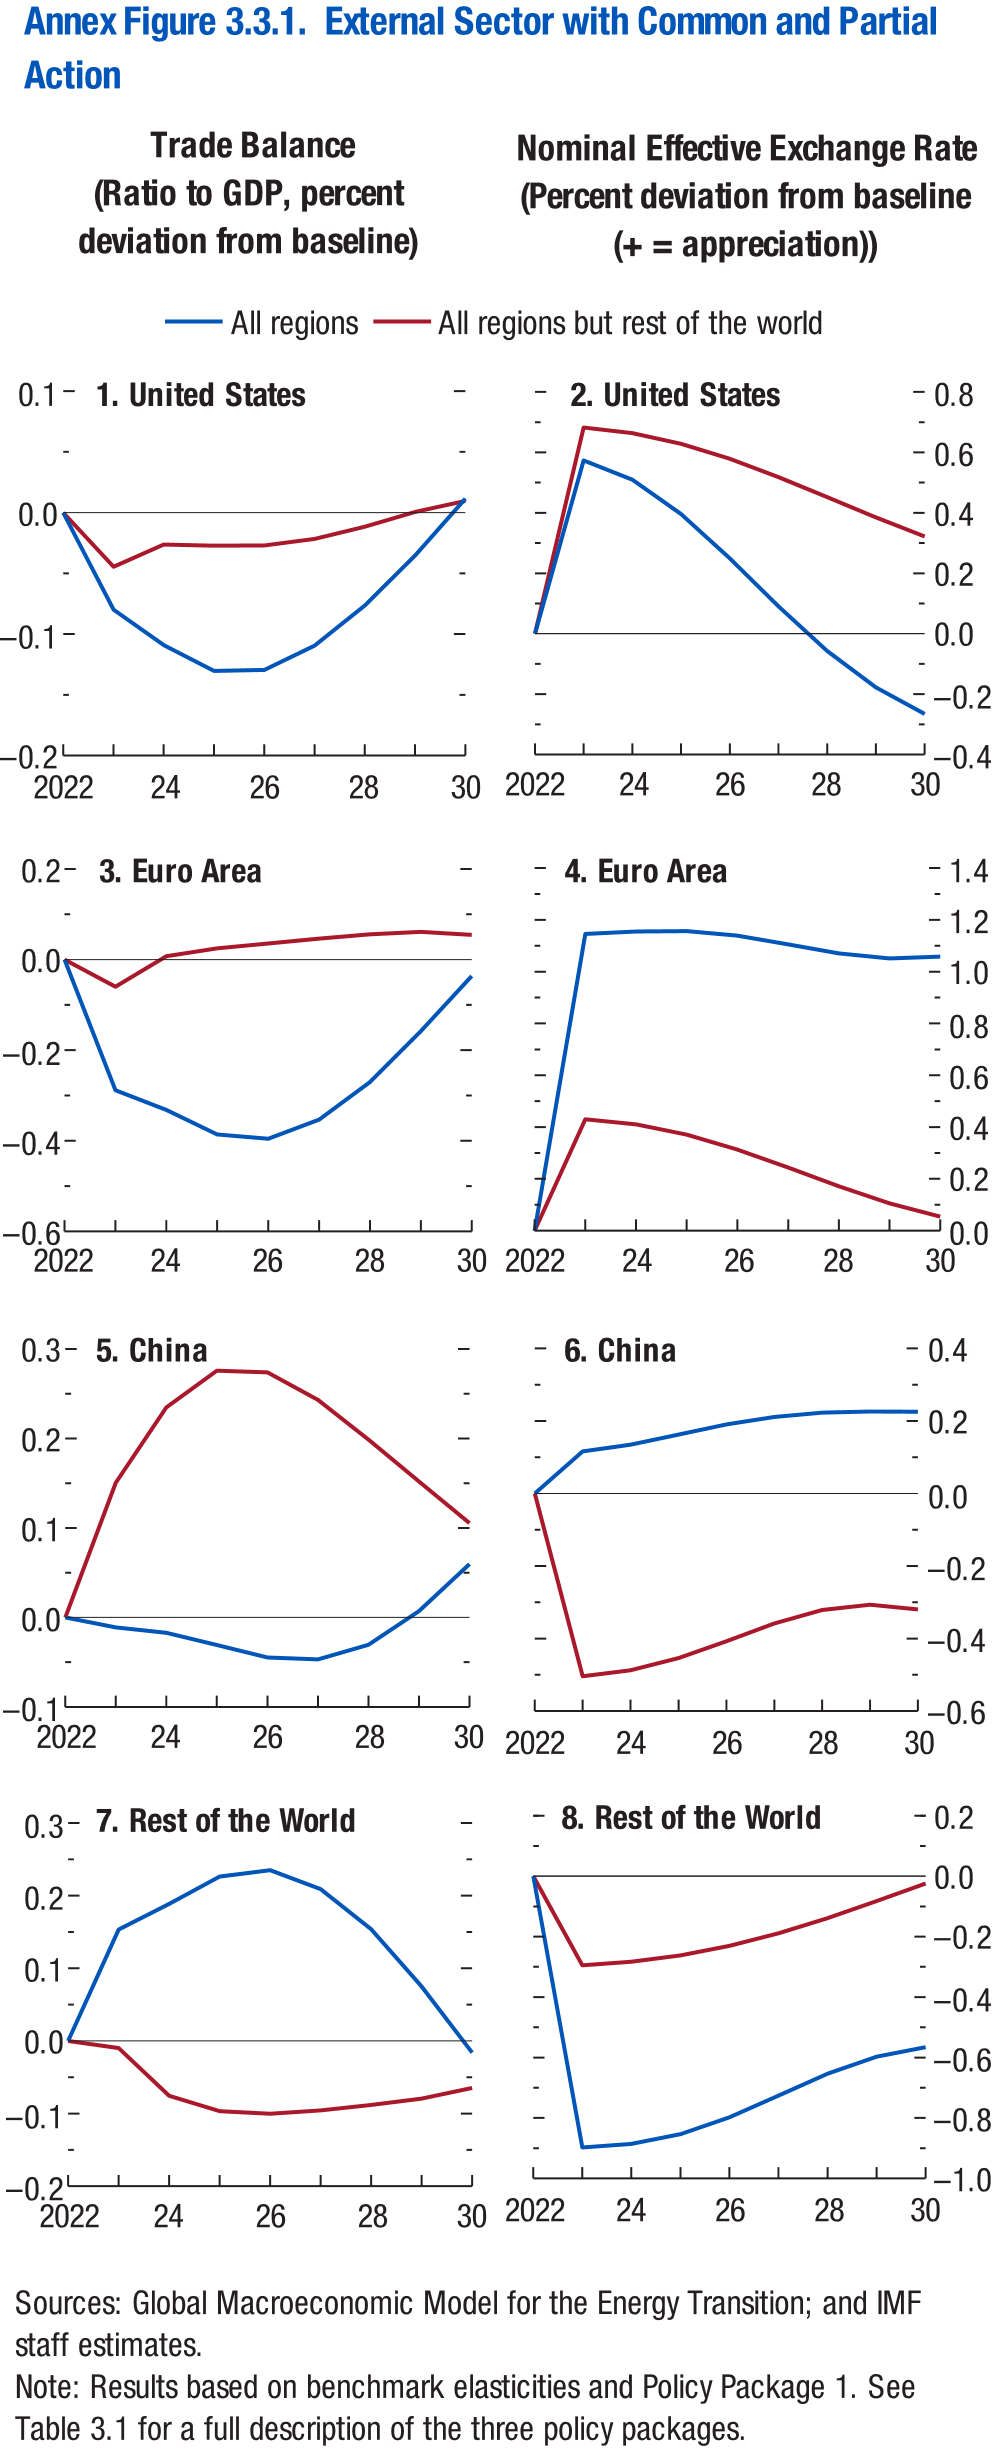 Annex Figure 3.3.1. External Sector with Common and Partial
Action
Trade Balance
(Ratio to GDP, percent
deviation from baseline)
Nominal Effective Exchange Rate
(Percent deviation from baseline
(+ = appreciation))
All regions
All regions but rest of the world
1. United States
0.1
0.0
–0.1
–0.2
2022 24 26 28 30
2. United States
0.8
0.6
0.4
0.2
0.0
–0.2
–0.4
2022 24 26 28 30
3. Euro Area
0.2
0.0
–0.2
–0.4
–0.6
2022 24 26 28 30
4. Euro Area
1.4
1.2
1.0
0.8
0.6
0.4
0.2
0.0
2022 24 26 28 30
5. China
0.3
0.2
0.1
0.0
–0.1
2022 24 26 28 30
6. China
0.4
0.2
0.0
–0.2
–0.4
–0.6
2022 24 26 28 30
7. Rest of the World
0.3
0.2
0.1
0.0
–0.1
–0.2
2022 24 26 28 30
8. Rest of the World
0.2
0.0
–0.2
–0.4
–0.6
–0.8
–1.0
2022 24 26 28 30
Sources: Global Macroeconomic Model for the Energy Transition; and IMF
staff estimates.
Note: Results based on benchmark elasticities and Policy Package 1. See
Table 3.1 for a full description of the three policy packages.